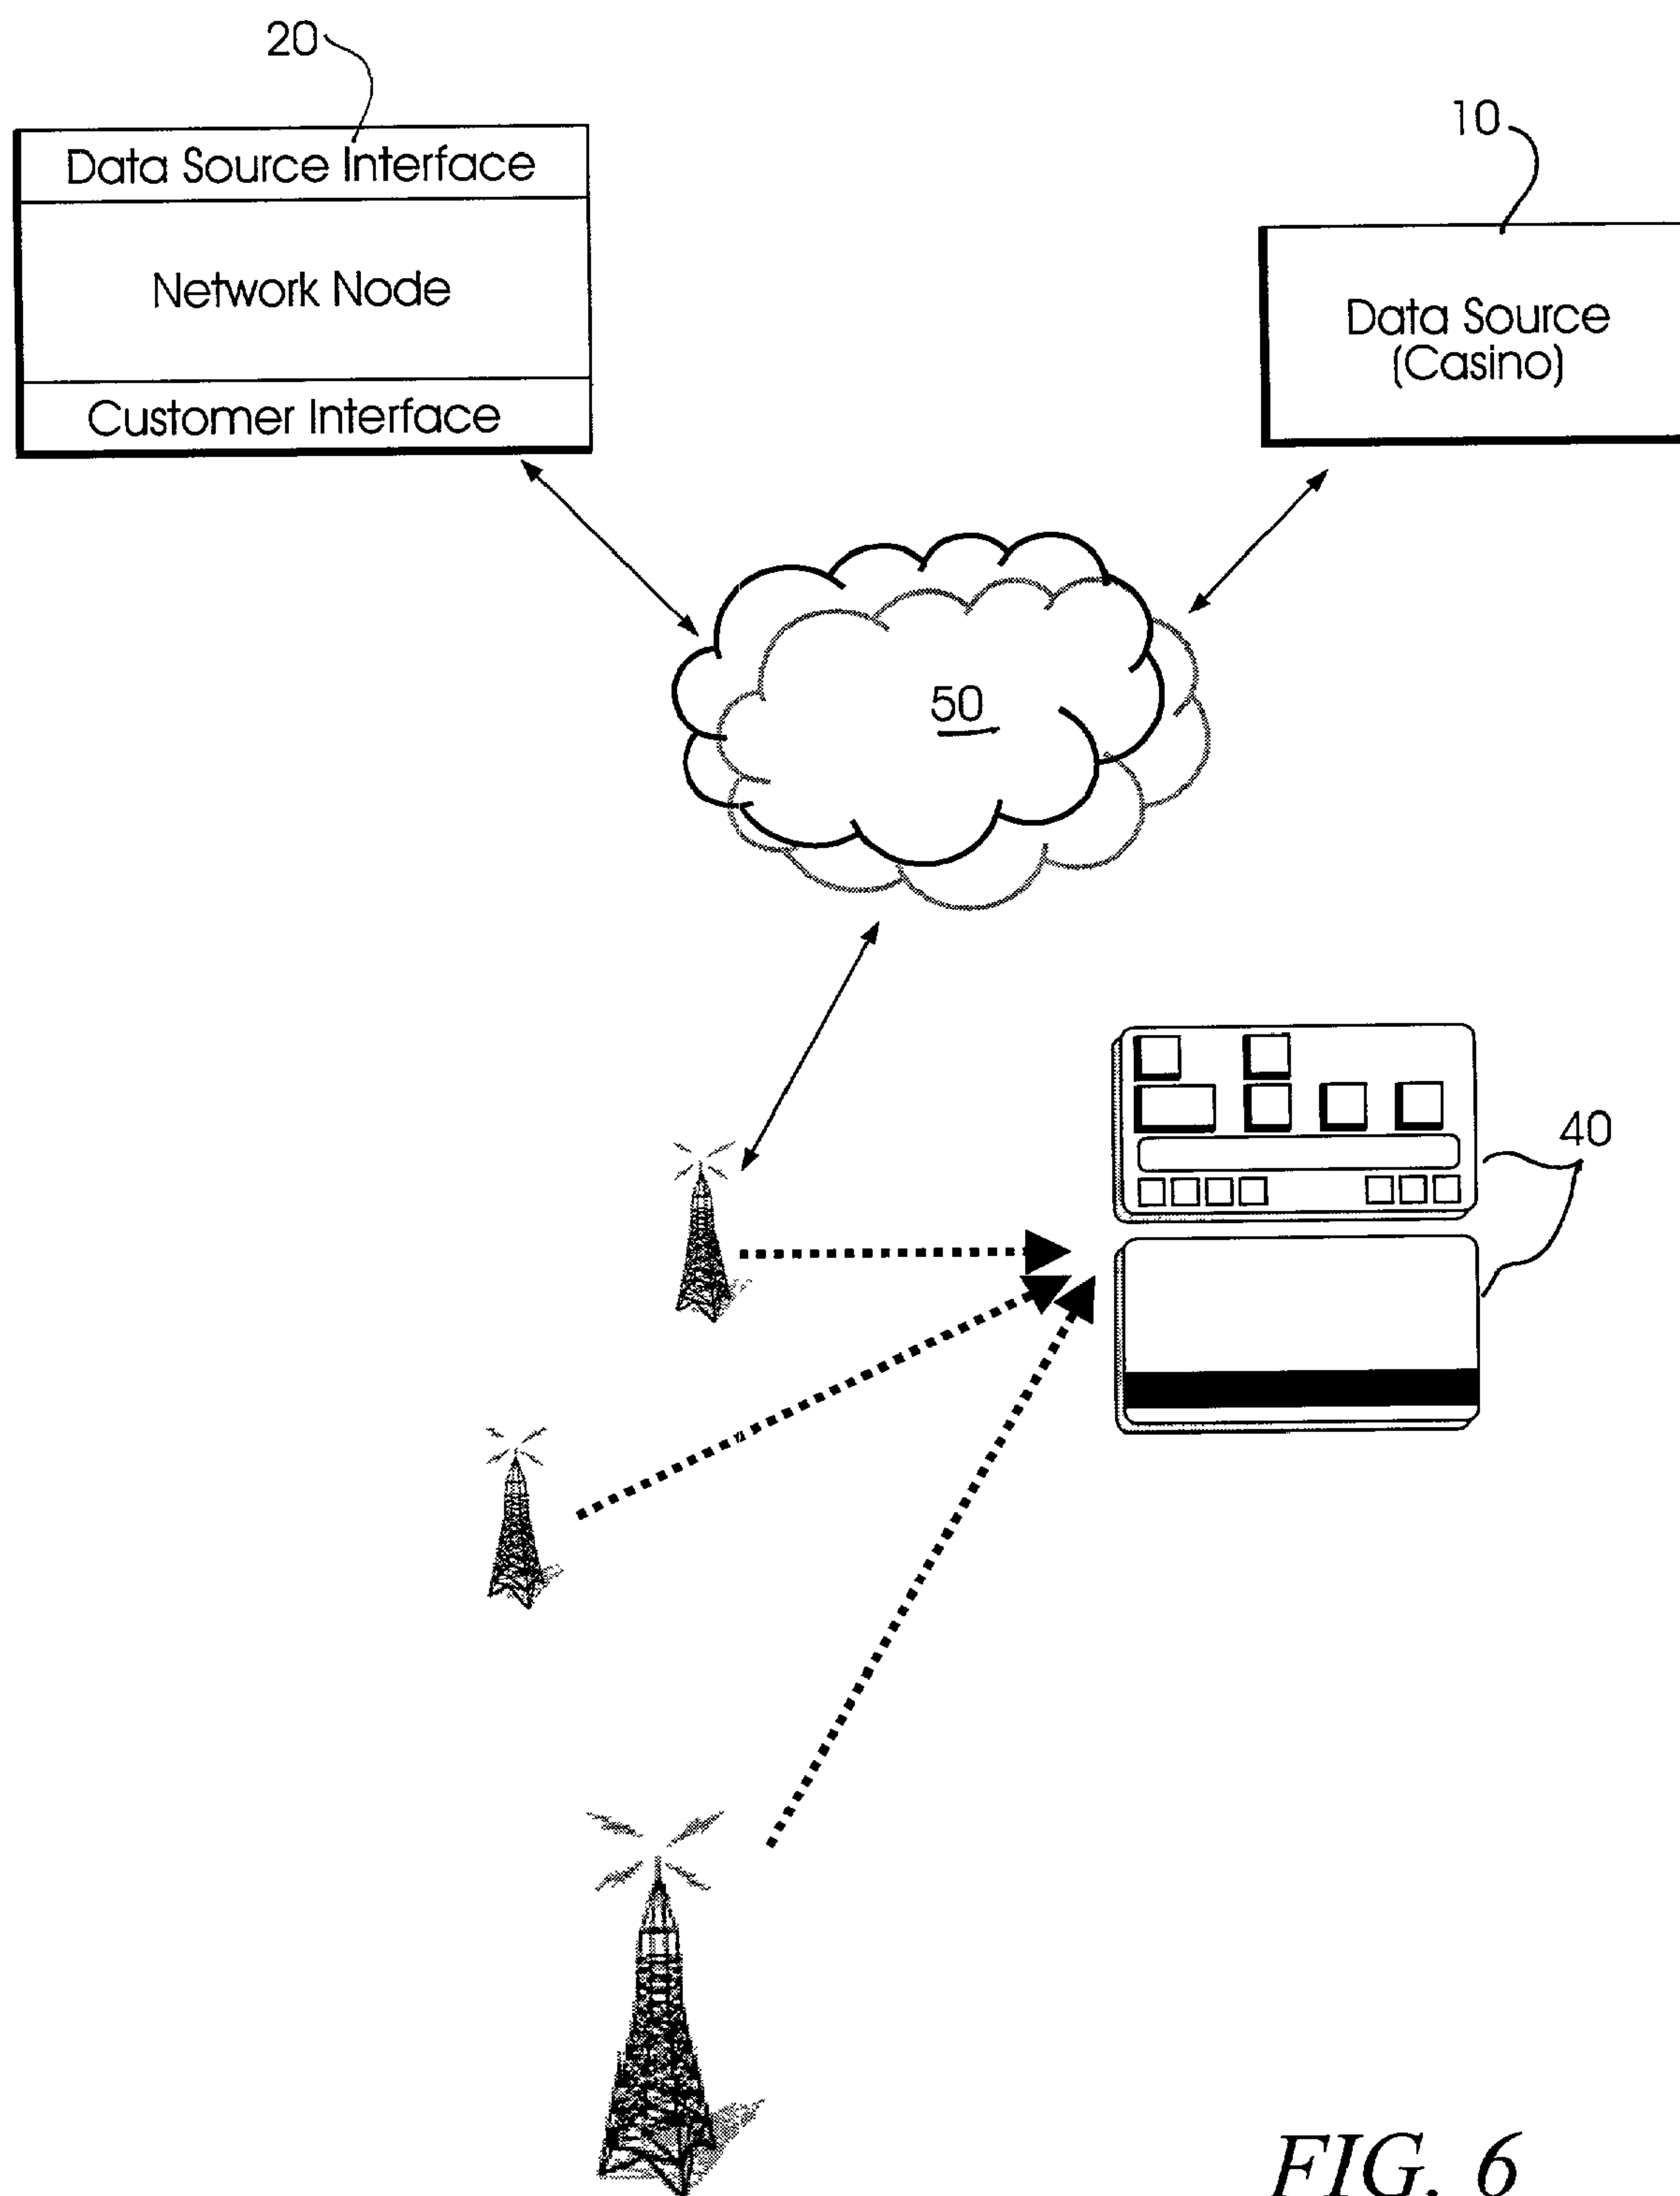 20
10
Data Source Interface
Network Node
Customer Interface
Data Source
(Casino)
50
40
FIG. 6